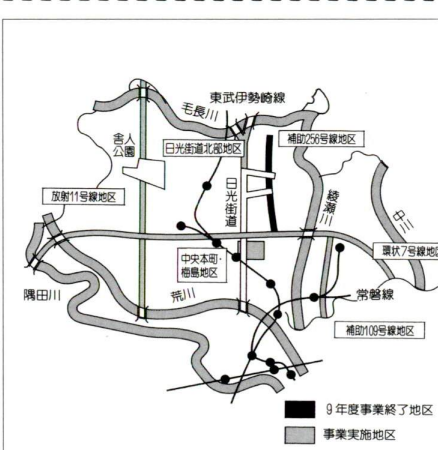 東武伊勢崎線
毛長川
舎人
公園
日光街道北部地区
補助256号線地区
日光街道
綾瀬川
中川
放射11号線地区
環状7号線地区
中央本町・
梅島地区
隅田川
荒川
常磐線
補助109号線地区
9年度事業終了地区
事業実施地区